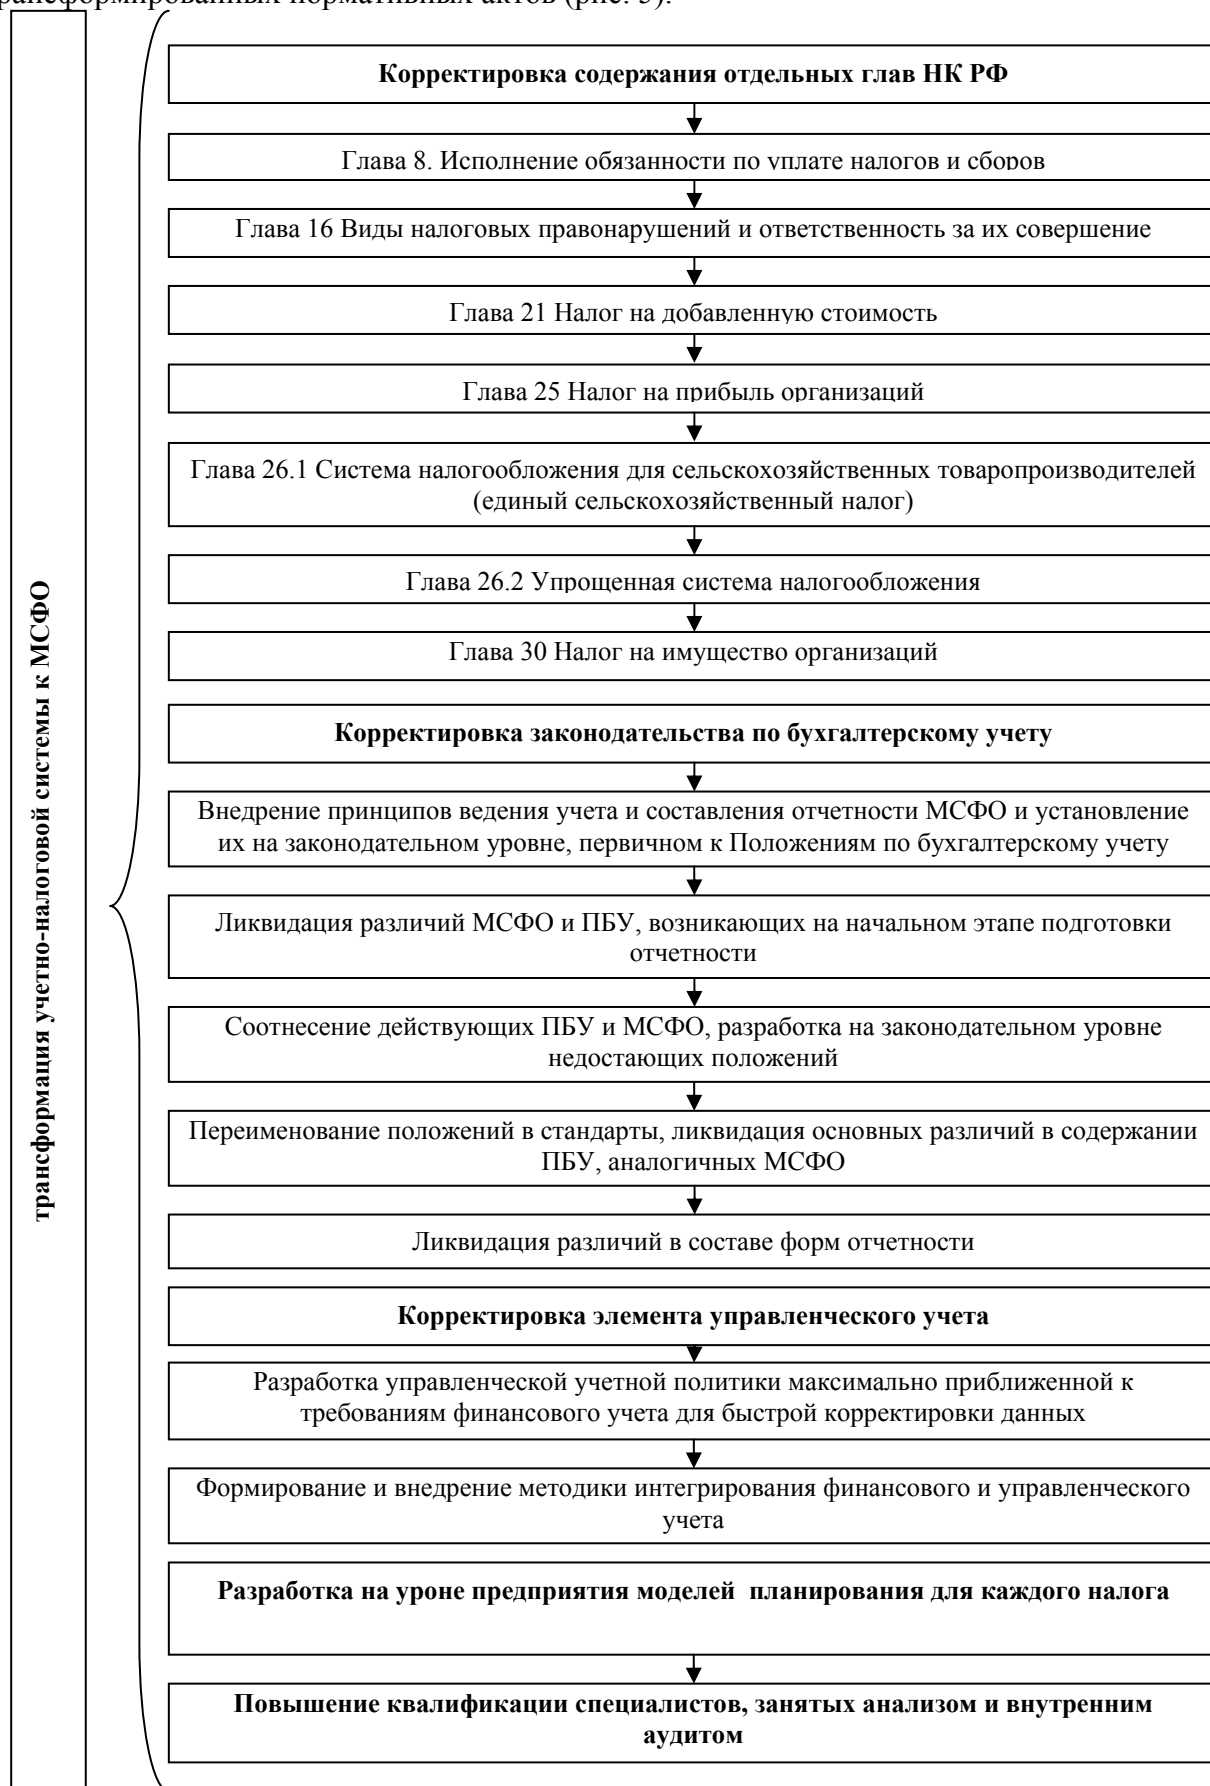 трансформированных нормативных актов (рис. 3).
трансформация учетно-налоговой системы к МСФО
Корректировка содержания отдельных глав НК РФ
Глава 8. Исполнение обязанности по уплате налогов и сборов
Глава 16 Виды налоговых правонарушений и ответственность за их совершение
Глава 21 Налог на добавленную стоимость
Глава 25 Налог на прибыль организаций
Глава 26.1 Система налогообложения для сельскохозяйственных товаропроизводителей
(единый сельскохозяйственный налог)
Глава 26.2 Упрощенная система налогообложения
Глава 30 Налог на имущество организаций
Корректировка законодательства по бухгалтерскому учету
Внедрение принципов ведения учета и составления отчетности МСФО и установление
их на законодательном уровне, первичном к Положениям по бухгалтерскому учету
Ликвидация различий МСФО и ПБУ, возникающих на начальном этапе подготовки
отчетности
Соотнесение действующих ПБУ и МСФО, разработка на законодательном уровне
недостающих положений
Переименование положений в стандарты, ликвидация основных различий в содержании
ПБУ, аналогичных МСФО
Ликвидация различий в составе форм отчетности
Корректировка элемента управленческого учета
Разработка управленческой учетной политики максимально приближенной к
требованиям финансового учета для быстрой корректировки данных
Формирование и внедрение методики интегрирования финансового и управленческого
учета
Разработка на уроне предприятия моделей планирования для каждого налога
Повышение квалификации специалистов, занятых анализом и внутренним
аудитом